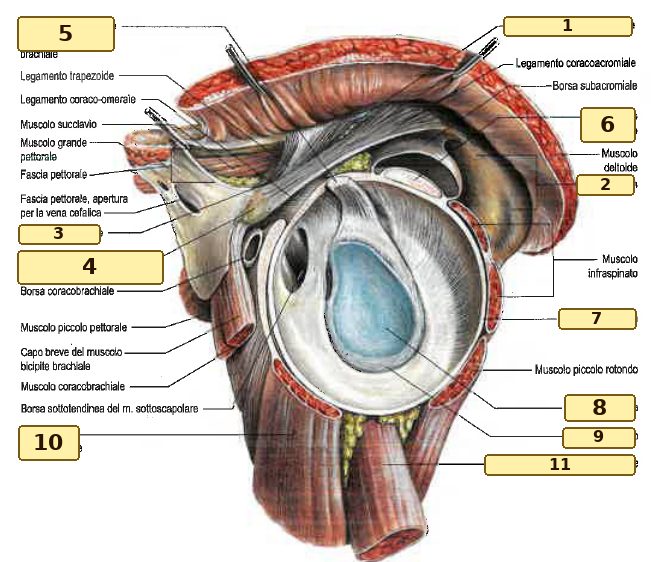 5
1
brachiale
Legamento trapezoide
Legamento coraco-omerale
Muscolo succlavio
Muscolo grande
pettorale
Fascia pettorale
Fascia pettorale, apertura
per la vena cefalica
3
4
Borsa coracobrachiale
Muscolo piccolo pettorale
Capo breve del muscolo
bicipite brachiale
Muscolo coracobrachiale
Borsa sottotendinea del m. sottoscapolare
10
Legamento coracoacromiale
Borsa subacromiale
6
Muscolo
deltoide
2
Muscolo
infraspinato
7
Muscolo piccolo rotondo
8
9
11